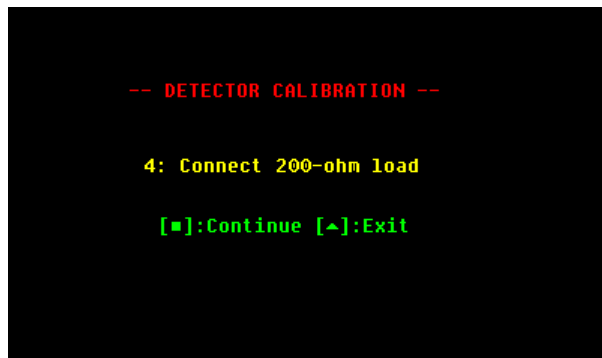 -- DETECTOR CALIBRATION --
4: Connect 200-ohm load
[■]:Continue [▲]:Exit